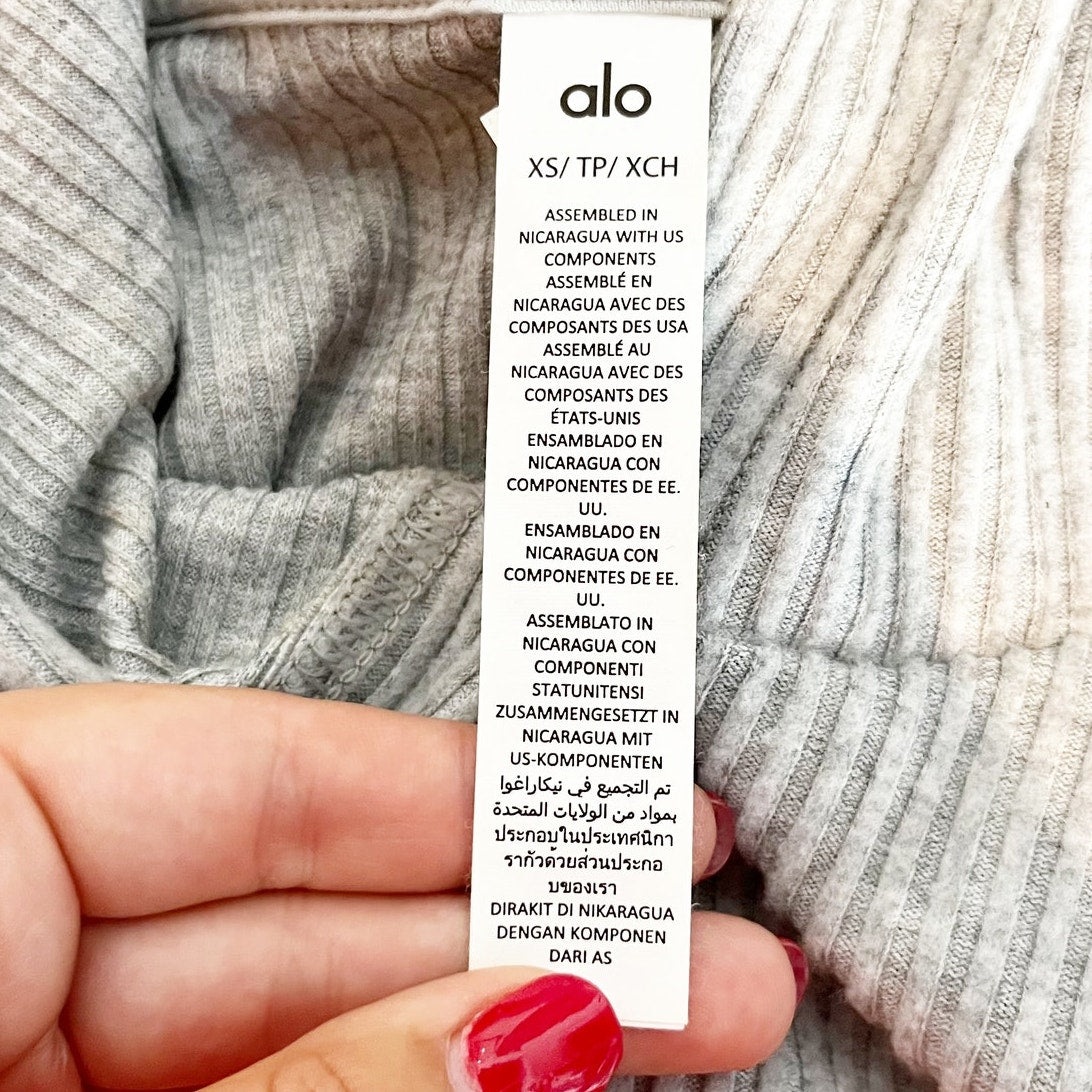 alo
XS/ TP/ XCH
ASSEMBLED IN
NICARAGUA WITH US
COMPONENTS
ASSEMBLÉ EN
NICARAGUA AVEC DES
COMPOSANTS DES USA
ASSEMBLÉ AU
NICARAGUA AVEC DES
COMPOSANTS DES
ÉTATS-UNIS
ENSAMBLADO EN
NICARAGUA CON
COMPONENTES DE EE.
UU.
ENSAMBLADO EN
NICARAGUA CON
COMPONENTES DE EE.
UU.
ASSEMBLATO IN
NICARAGUA CON
COMPONENTI
STATUNITENSI
ZUSAMMENGESETZT IN
NICARAGUA MIT
US-KOMPONENTEN
تم التجميع في نيكاراغوا
بمواد من الولايات المتحدة
ประกอบในประเทศนิกา
รากัวด้วยส่วนประกอ
บของเรา
DIRAKIT DI NIKARAGUA
DENGAN KOMPONEN
DARI AS